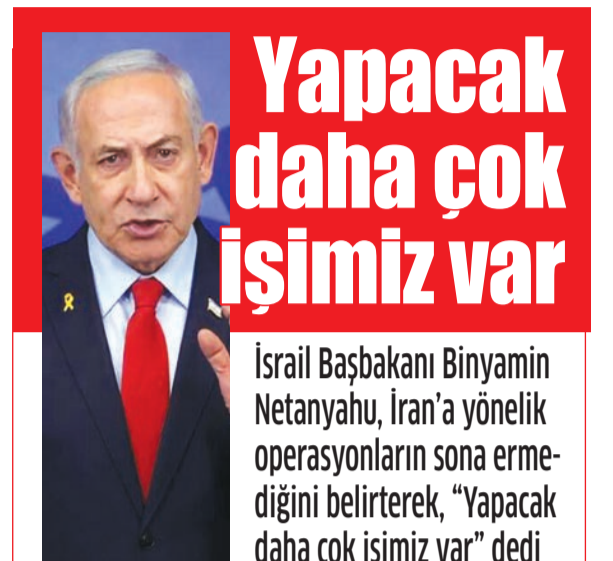 Yapacak
daha çok
işimiz var
İsrail Başbakanı Binyamin
Netanyahu, İran’a yönelik
operasyonların sona erme-
diğini belirterek, “Yapacak
daha çok işimiz var” dedi